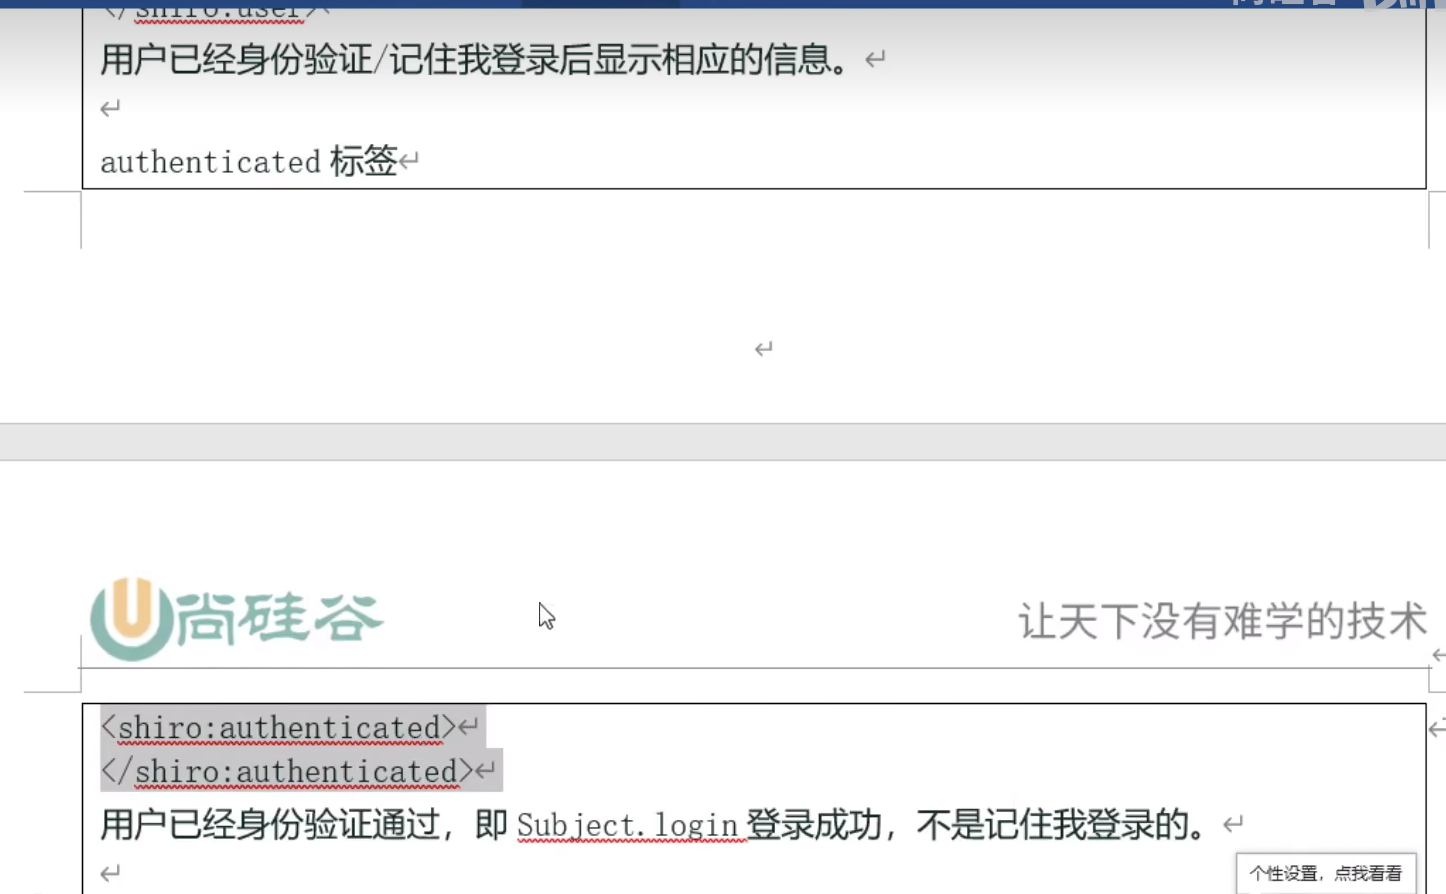 </shiro:user>
用户已经身份验证/记住我登录后显示相应的信息。
authenticated 标签
尚硅谷
让天下没有难学的技术
<shiro:authenticated>
</shiro:authenticated>
用户已经身份验证通过，即 Subject.login 登录成功，不是记住我登录的。
个性设置，点我看看